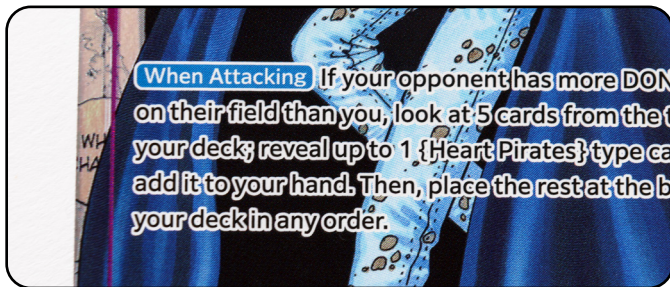 When Attacking If your opponent has more DON
on their field than you, look at 5 cards from the
your deck; reveal up to 1 {Heart Pirates} type
add it to your hand. Then, place the rest at the
your deck in any order.